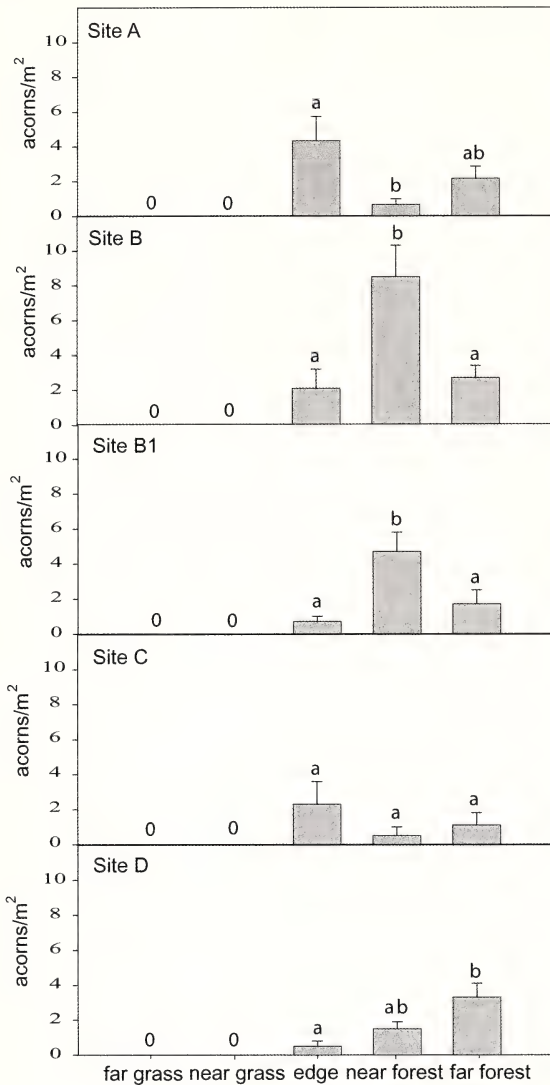 Site A
acorns/m²
10
8
6
4
2
0
0 0 a b ab
Site B
acorns/m²
10
8
6
4
2
0
0 0 a b a
Site B1
acorns/m²
10
8
6
4
2
0
0 0 a b a
Site C
acorns/m²
10
8
6
4
2
0
0 0 a a a
Site D
acorns/m²
10
8
6
4
2
0
0 0 a ab b
far grass near grass edge near forest far forest